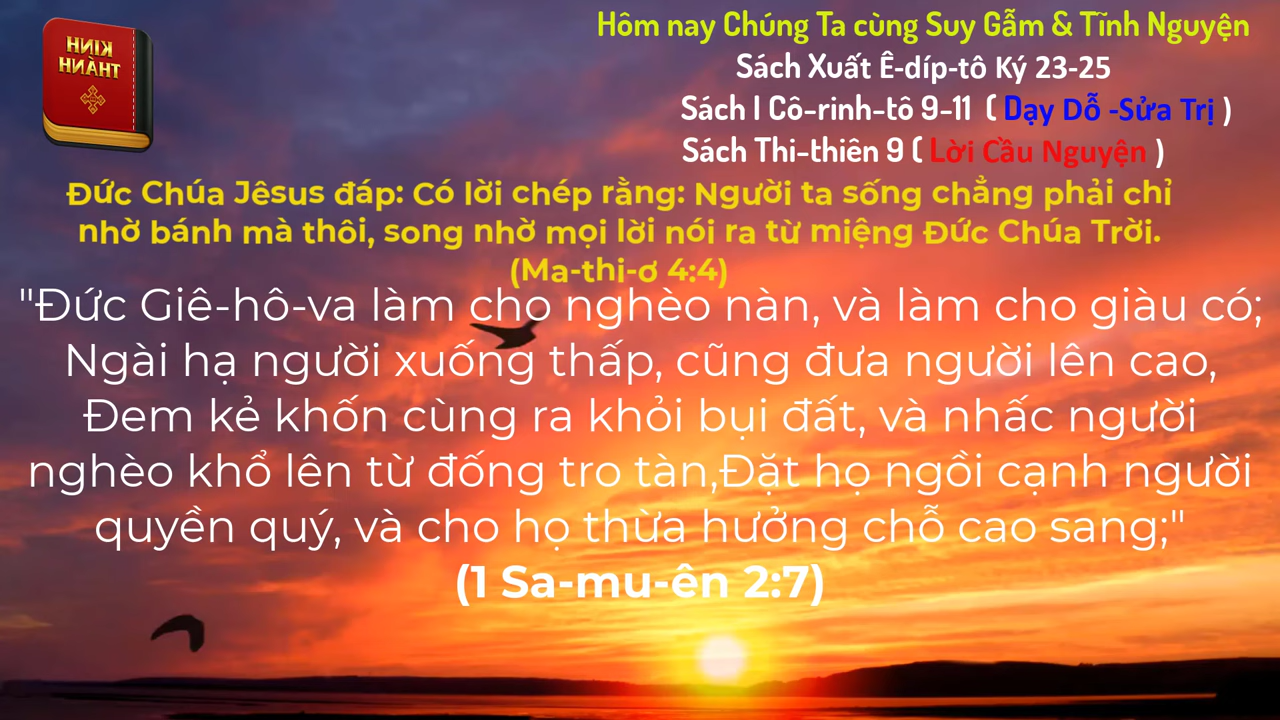 KINH
THÁNH
Hôm nay Chúng Ta cùng Suy Gẫm & Tĩnh Nguyện
Sách Xuất Ê-díp-tô Ký 23-25
Sách I Cô-rinh-tô 9-11 ( Dạy Dỗ -Sửa Trị )
Sách Thi-thiên 9 ( Lời Cầu Nguyện )
Đức Chúa Jêsus đáp: Có lời chép rằng: Người ta sống chẳng phải chỉ
nhờ bánh mà thôi, song nhờ mọi lời nói ra từ miệng Đức Chúa Trời.
(Ma-thi-ơ 4:4)
"Đức Giê-hô-va làm cho nghèo nàn, và làm cho giàu có;
Ngài hạ người xuống thấp, cũng đưa người lên cao,
Đem kẻ khốn cùng ra khỏi bụi đất, và nhấc người
nghèo khổ lên từ đống tro tàn,Đặt họ ngồi cạnh người
quyền quý, và cho họ thừa hưởng chỗ cao sang;"
(1 Sa-mu-ên 2:7)